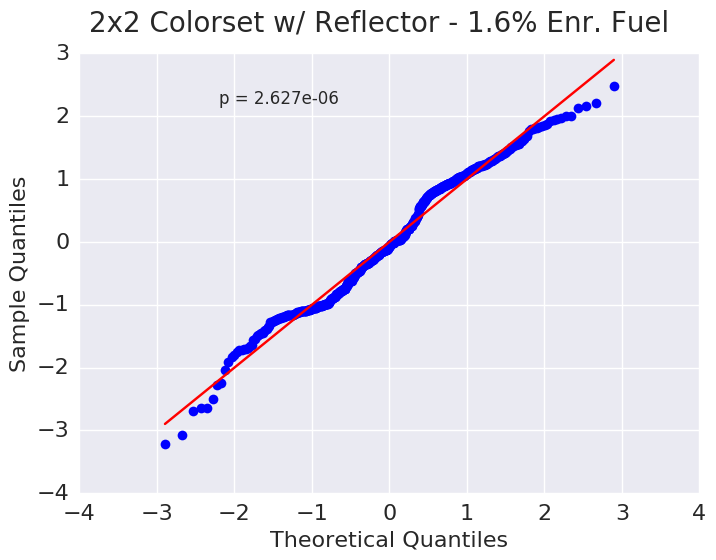 2x2 Colorset w/ Reflector - 1.6% Enr. Fuel
3
p = 2.627e-06
2
1
0
−1
−2
−3
−4
Sample Quantiles
−4 −3 −2 −1 0 1 2 3 4
Theoretical Quantiles